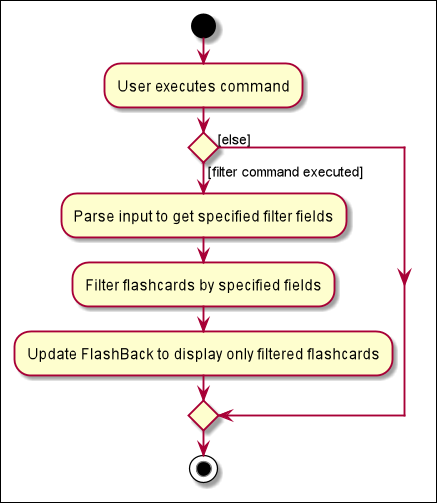 User executes command
[else]
[filter command executed]
Parse input to get specified filter fields
Filter flashcards by specified fields
Update FlashBack to display only filtered flashcards